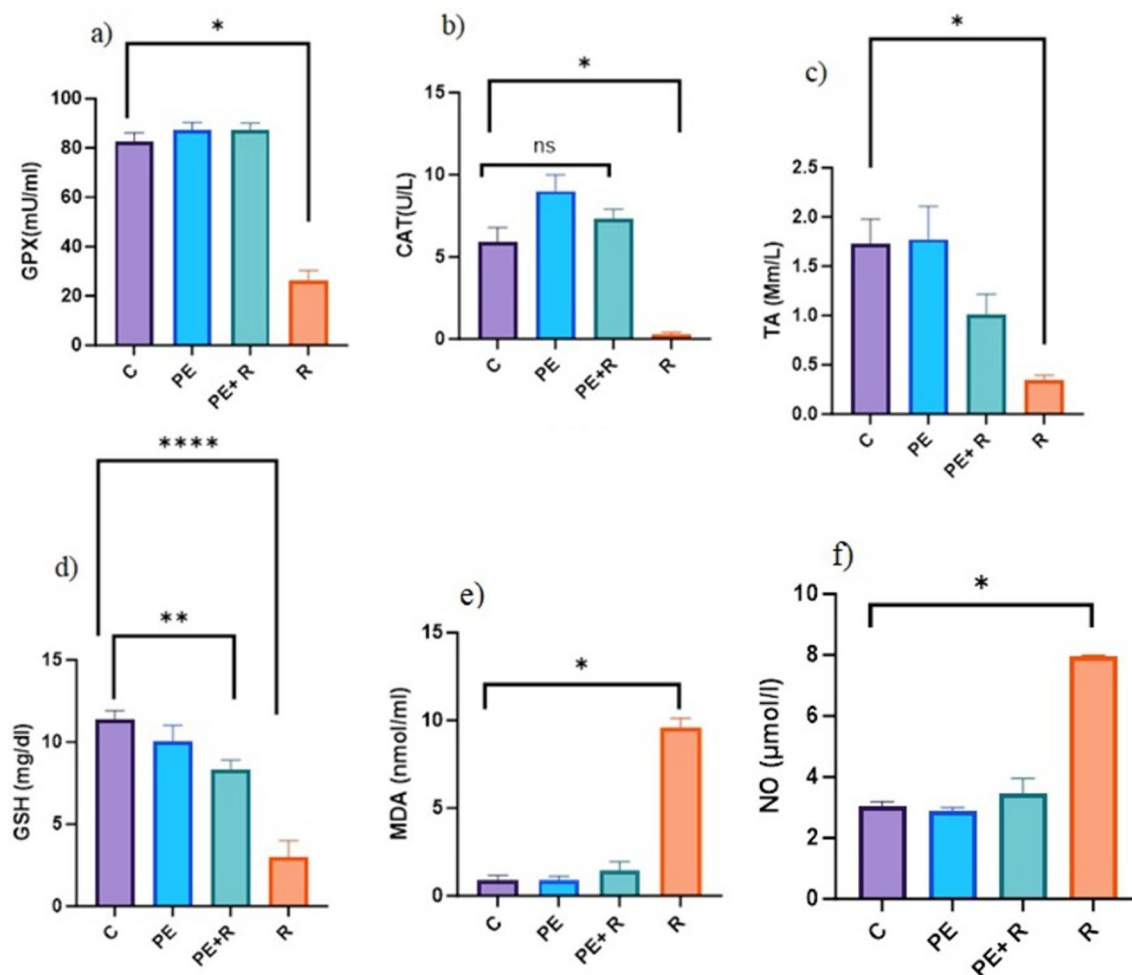 a)
*
GPX(mU/ml)
100
80
60
40
20
0
C
PE
PE+ R
R
b)
*
ns
CAT(U/L)
15
10
5
0
C
PE
PE+R
R
c)
*
TA (Mm/L)
2.5
2.0
1.5
1.0
0.5
0.0
C
PE
PE+ R
R
d)
****
**
GSH (mg/dl)
15
10
5
0
C
PE
PE+R
R
e)
*
MDA (nmol/ml)
15
10
5
0
C
PE
PE+ R
R
f)
*
NO (µmol/l)
10
8
6
4
2
0
C
PE
PE+ R
R